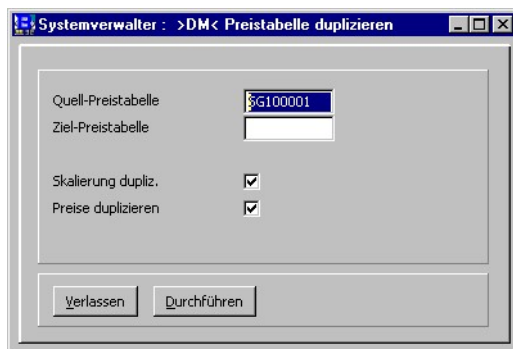 Systemverwalter : >DM< Preistabelle duplizieren
Quell-Preistabelle SG100001
Ziel-Preistabelle
Skalierung dupliz.
Preise duplizieren
Verlassen Durchführen